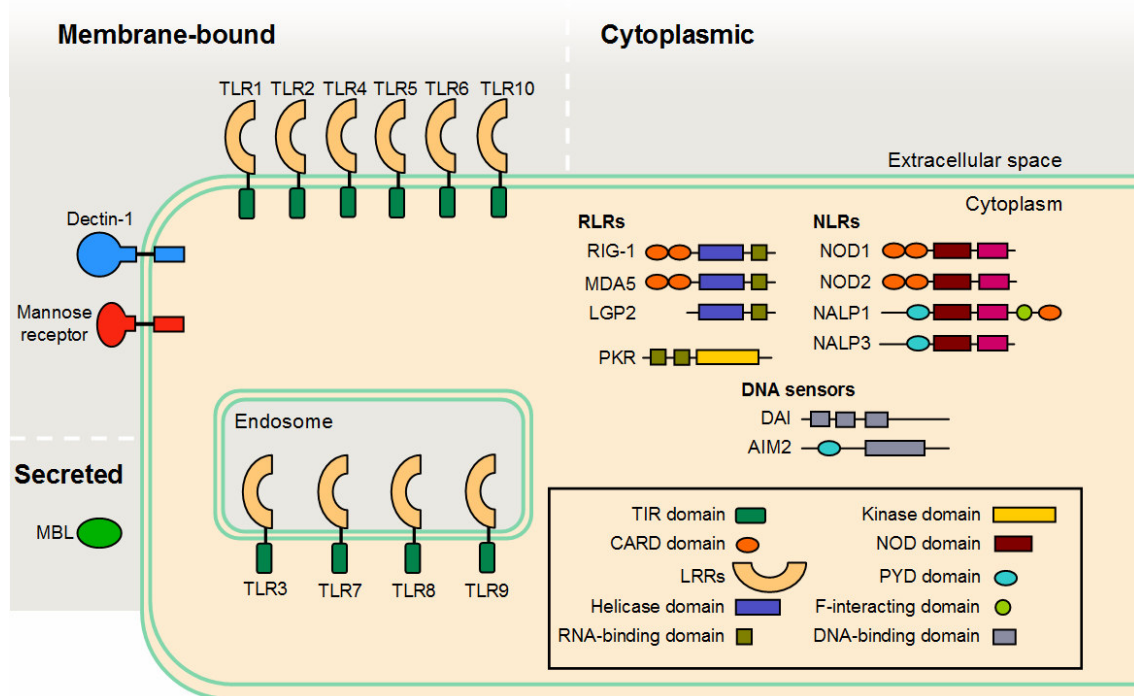 Membrane-bound
Cytoplasmic
TLR1 TLR2 TLR4 TLR5 TLR6 TLR10
Extracellular space
Cytoplasm
Dectin-1
Mannose
receptor
RLRs
RIG-1
MDA5
LGP2
PKR
NLRs
NOD1
NOD2
NALP1
NALP3
DNA sensors
DAI
AIM2
Endosome
TLR3 TLR7 TLR8 TLR9
Secreted
MBL
TIR domain
CARD domain
LRRs
Helicase domain
RNA-binding domain
Kinase domain
NOD domain
PYD domain
F-interacting domain
DNA-binding domain